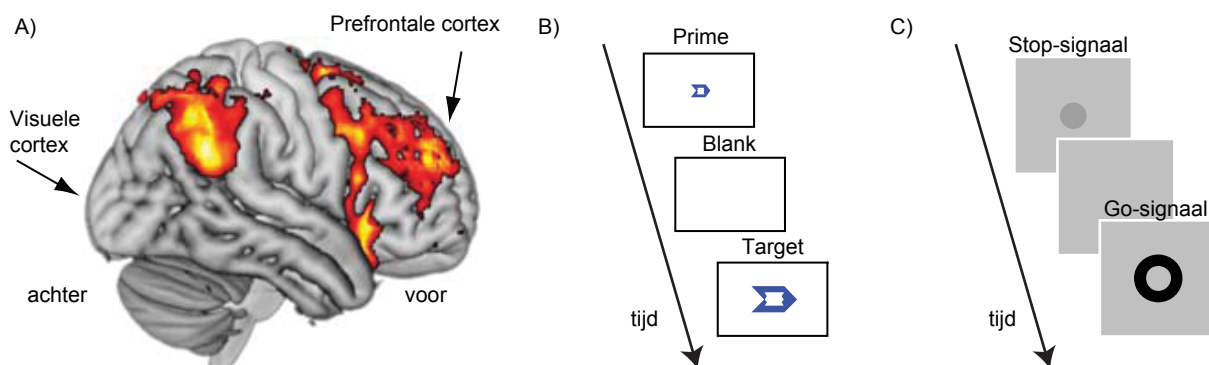 A)
Prefrontale cortex
Visuele
cortex
achter
voor
B)
Prime
Blank
Target
tijd
C)
Stop-signaal
Go-signaal
tijd